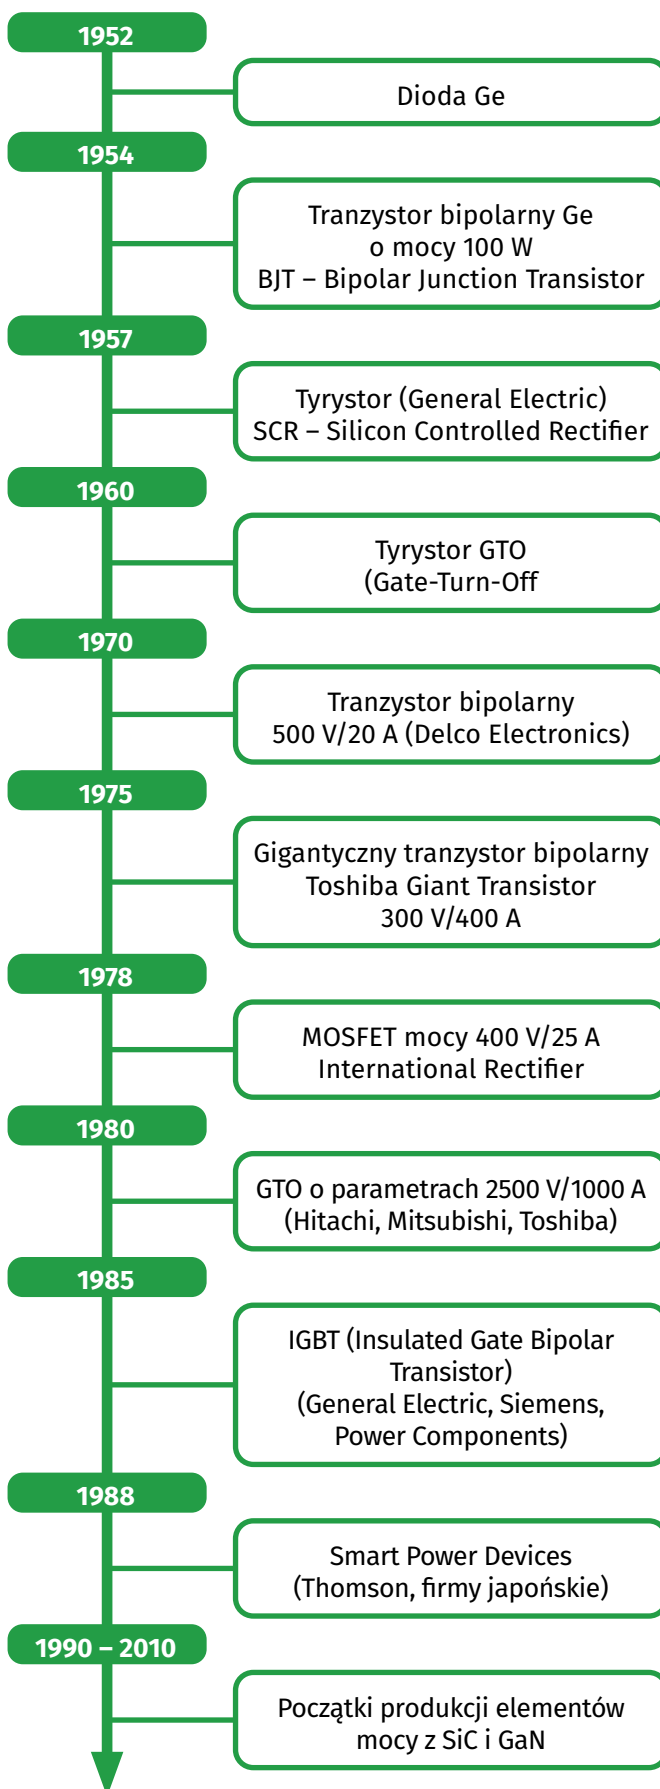 1952
Dioda Ge
1954
Tranzystor bipolarny Ge
o mocy 100 W
BJT – Bipolar Junction Transistor
1957
Tyrystor (General Electric)
SCR – Silicon Controlled Rectifier
1960
Tyrystor GTO
(Gate-Turn-Off
1970
Tranzystor bipolarny
500 V/20 A (Delco Electronics)
1975
Gigantyczny tranzystor bipolarny
Toshiba Giant Transistor
300 V/400 A
1978
MOSFET mocy 400 V/25 A
International Rectifier
1980
GTO o parametrach 2500 V/1000 A
(Hitachi, Mitsubishi, Toshiba)
1985
IGBT (Insulated Gate Bipolar
Transistor)
(General Electric, Siemens,
Power Components)
1988
Smart Power Devices
(Thomson, firmy japońskie)
1990 – 2010
Początki produkcji elementów
mocy z SiC i GaN